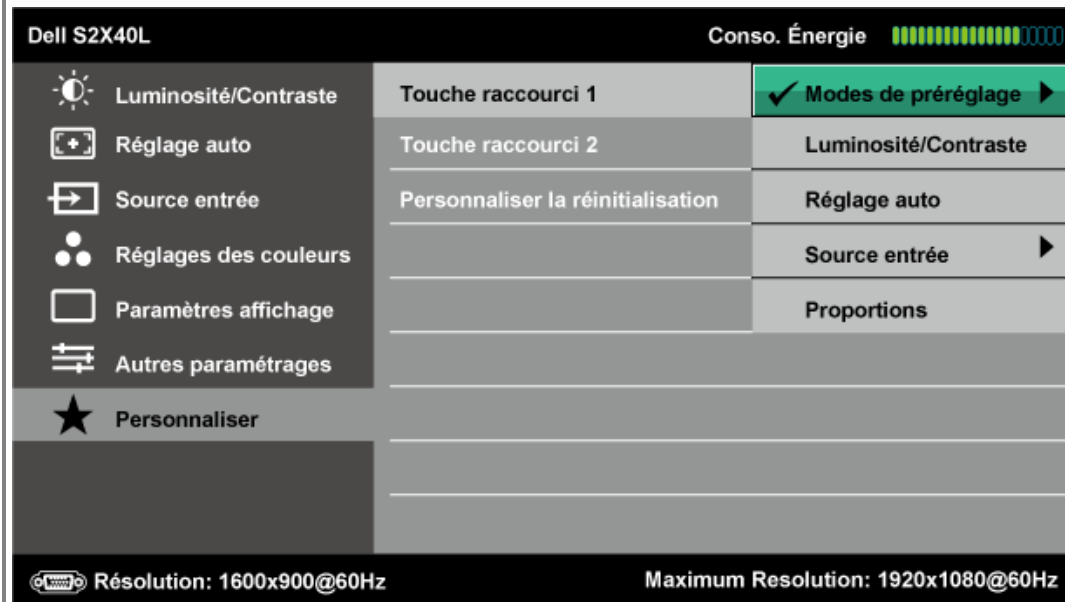 Dell S2X40L
Conso. Énergie
Luminosité/Contraste
Réglage auto
Source entrée
Réglages des couleurs
Paramètres affichage
Autres paramétrages
Personnaliser
Touche raccourci 1
Touche raccourci 2
Personnaliser la réinitialisation
Modes de préréglage
Luminosité/Contraste
Réglage auto
Source entrée
Proportions
Résolution: 1600x900@60Hz
Maximum Resolution: 1920x1080@60Hz